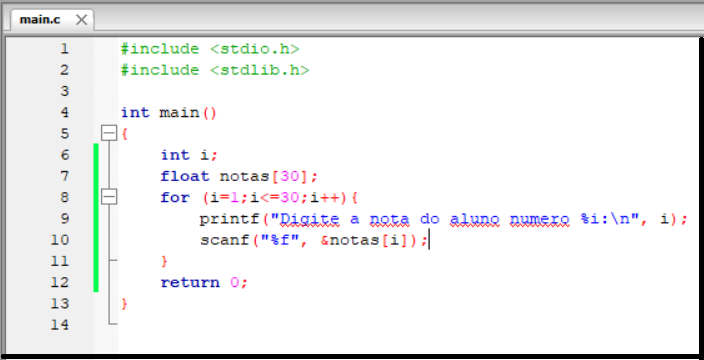 main.c
1 #include <stdio.h>
2 #include <stdlib.h>
3
4 int main()
5 {
6 int i;
7 float notas[30];
8 for (i=1;i<=30;i++){
9 printf("Digite a nota do aluno numero %i:\n", i);
10 scanf("%f", &notas[i]);
11 }
12 return 0;
13 }
14